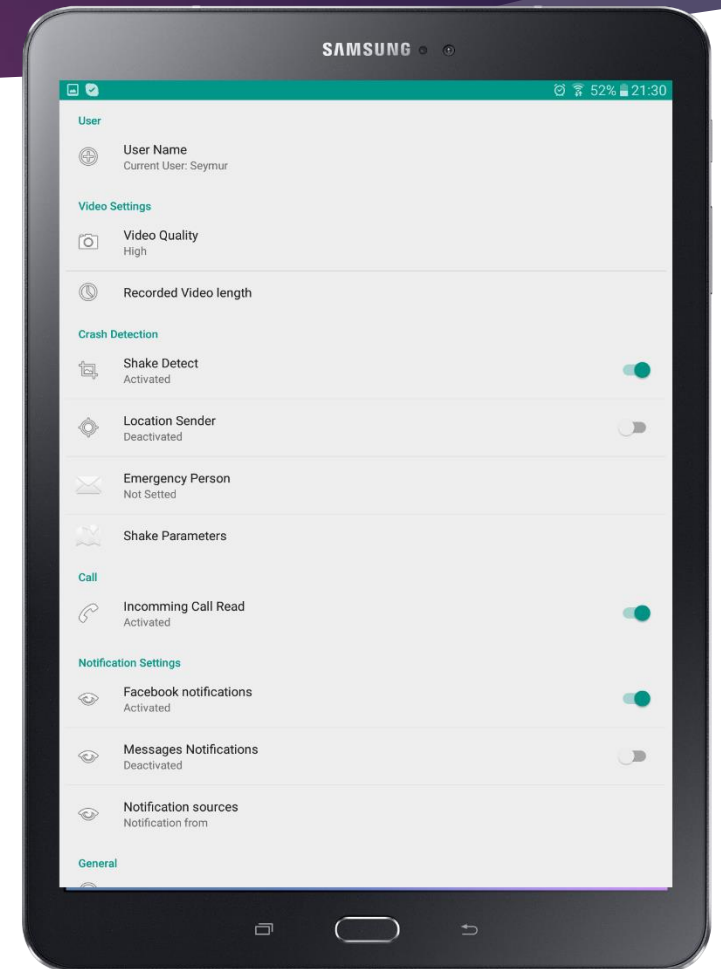 SAMSUNG
52% 21:30
User
User Name
Current User: Seymur
Video Settings
Video Quality
High
Recorded Video length
Crash Detection
Shake Detect
Activated
Location Sender
Deactivated
Emergency Person
Not Setted
Shake Parameters
Call
Incomming Call Read
Activated
Notification Settings
Facebook notifications
Activated
Messages Notifications
Deactivated
Notification sources
Notification from
General